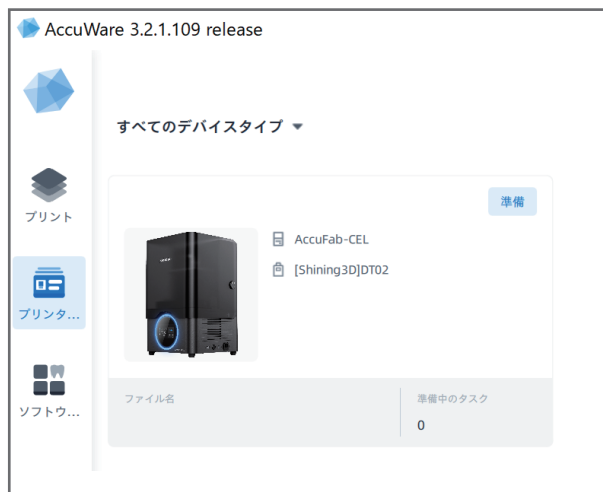 AccuWare 3.2.1.109 release
すべてのデバイスタイプ
準備
プリント
AccuFab-CEL
[Shining3D]DT02
プリンタ...
ソフトウ...
ファイル名
準備中のタスク
0